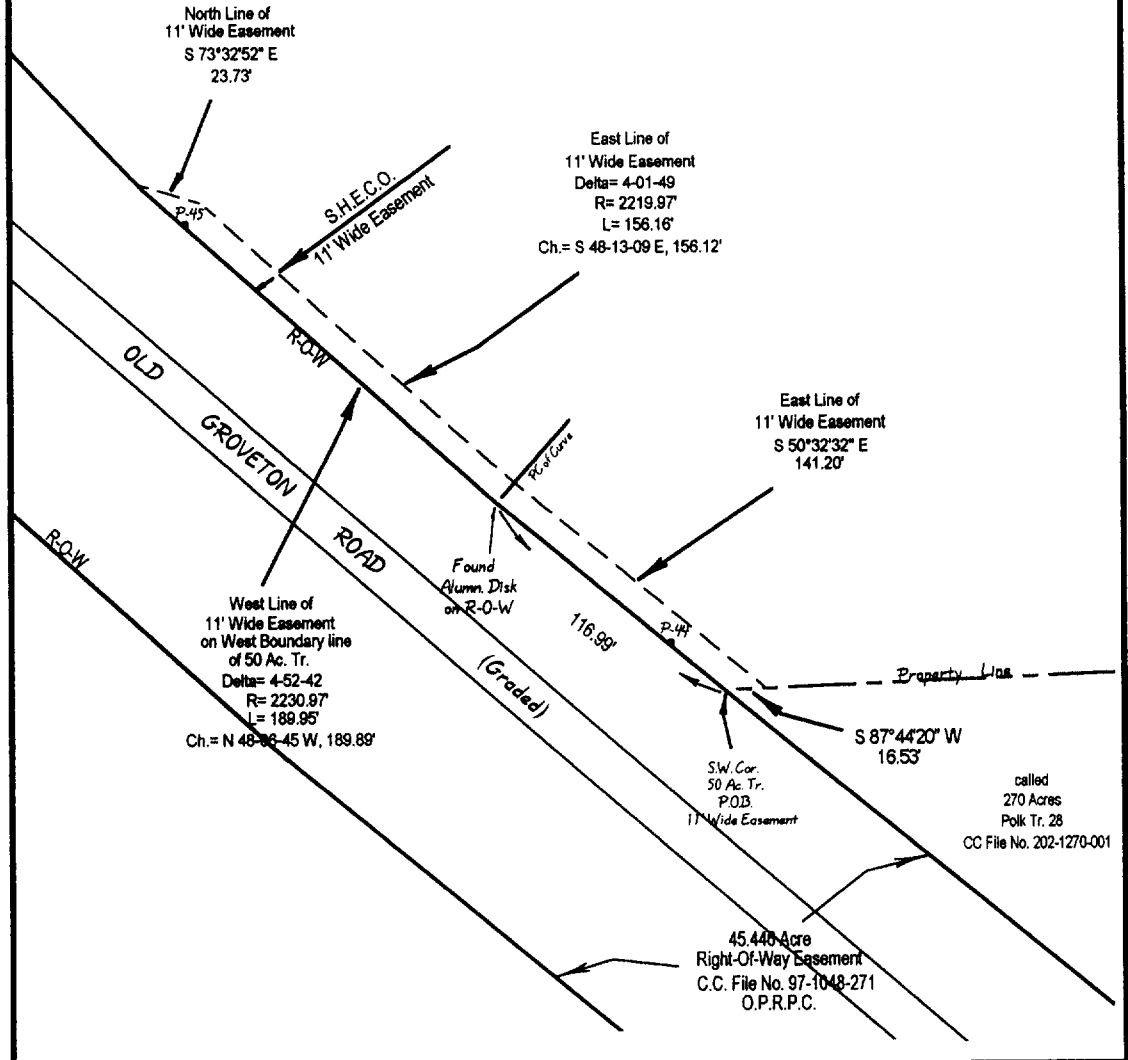 North Line of
11' Wide Easement
S 73°32'52" E
23.73'
East Line of
11' Wide Easement
Delta= 4-01-49
R= 2219.97'
L= 156.16'
Ch.= S 48-13-09 E, 156.12'
S.H.E.C.O.
11' Wide Easement
P-45
R-O-W
OLD GROVETON ROAD
(Graded)
PC of Curve
East Line of
11' Wide Easement
S 50°32'32" E
141.20'
Found
Alumn. Disk
on R-O-W
116.99'
P-44
Property Line
R-O-W
West Line of
11' Wide Easement
on West Boundary line
of 50 Ac. Tr.
Delta= 4-52-42
R= 2230.97'
L= 189.95'
Ch.= N 48-06-45 W, 189.89'
S 87°44'20" W
16.53'
S.W. Cor.
50 Ac. Tr.
P.O.B.
11' Wide Easement
called
270 Acres
Polk Tr. 28
CC File No. 202-1270-001
45.446 Acre
Right-Of-Way Easement
C.C. File No. 97-1048-271
O.P.R.P.C.